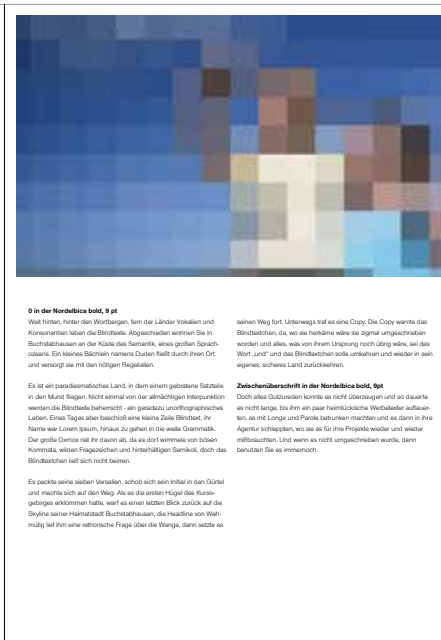 0 in der Nordelbica bold, 9 pt
Weit hinten, hinter den Wortbergen, fern der Länder Vokalien und
Konsonantien leben die Blindtexte. Abgeschieden wohnen Sie in
Buchstabhausen an der Küste des Semantik, eines großen Sprach-
ozeans. Ein kleines Bächlein namens Duden fließt durch ihren Ort
und versorgt sie mit den nötigen Regelialien.
Es ist ein paradiesmatisches Land, in dem einem gebratene Satzteile
in den Mund fliegen. Nicht einmal von der allmächtigen Interpunktion
werden die Blindtexte beherrscht - ein geradezu unorthographisches
Leben. Eines Tages aber beschloß eine kleine Zeile Blindtext, ihr
Name war Lorem Ipsum, hinaus zu gehen in die weite Grammatik.
Der große Oxmox riet ihr davon ab, da es dort wimmele von bösen
Kommata, wilden Fragezeichen und hinterhältigen Semikoli, doch das
Blindtextchen ließ sich nicht beirren.
Es packte seine sieben Versalien, schob sich sein Initial in den Gürtel
und machte sich auf den Weg. Als es die ersten Hügel des Kursiv-
gebirges erklommen hatte, warf es einen letzten Blick zurück auf die
Skyline seiner Heimatstadt Buchstabhausen, die Headline von Weh-
mütig lief ihm eine rethorische Frage über die Wange, dann setzte es
seinen Weg fort. Unterwegs traf es eine Copy. Die Copy warnte das
Blindtextchen, da, wo sie herkäme wäre sie zigmal umgeschrieben
worden und alles, was von ihrem Ursprung noch übrig wäre, sei das
Wort „und“ und das Blindtextchen solle umkehren und wieder in sein
eigenes, sicheres Land zurückkehren.
Zwischenüberschrift in der Nordelbica bold, 9pt
Doch alles Gutzureden konnte es nicht überzeugen und so dauerte
es nicht lange, bis ihm ein paar heimtückische Werbetexter auflauer-
ten, es mit Longe und Parole betrunken machten und es dann in ihre
Agentur schleppten, wo sie es für ihre Projekte wieder und wieder
mißbrauchten. Und wenn es nicht umgeschrieben wurde, dann
benutzen Sie es immernoch.